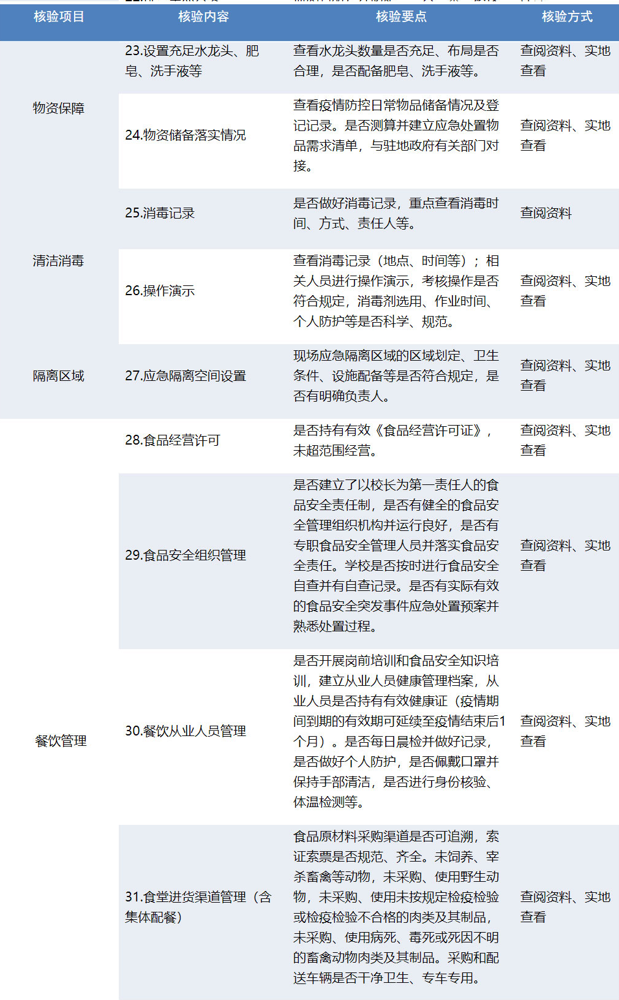 核验项目 核验内容 核验要点 核验方式
物资保障
23.设置充足水龙头、肥
皂、洗手液等
查看水龙头数量是否充足、布局是否
合理，是否配备肥皂、洗手液等。
查阅资料、实地
查看
24.物资储备落实情况
查看疫情防控日常物品储备情况及登
记记录。是否测算并建立应急处置物
品需求清单，与驻地政府有关部门对
接。
查阅资料、实地
查看
清洁消毒
25.消毒记录
是否做好消毒记录，重点查看消毒时
间、方式、责任人等。
查阅资料
26.操作演示
查看消毒记录（地点、时间等）；相
关人员进行操作演示，考核操作是否
符合规定，消毒剂选用、作业时间、
个人防护等是否科学、规范。
查阅资料、实地
查看
隔离区域
27.应急隔离空间设置
现场应急隔离区域的区域划定、卫生
条件、设施配备等是否符合规定，是
否有明确负责人。
查阅资料、实地
查看
餐饮管理
28.食品经营许可
是否持有有效《食品经营许可证》，
未超范围经营。
查阅资料、实地
查看
29.食品安全组织管理
是否建立了以校长为第一责任人的食
品安全责任制，是否有健全的食品安
全管理组织机构并运行良好，是否有
专职食品安全管理人员并落实食品安
全责任。学校是否按时进行食品安全
自查并有自查记录。是否有实际有效
的食品安全突发事件应急处置预案并
熟悉处置过程。
查阅资料、实地
查看
30.餐饮从业人员管理
是否开展岗前培训和食品安全知识培
训，建立从业人员健康管理档案，从
业人员是否持有有效健康证（疫情期
间到期的有效期可延续至疫情结束后1
个月）。是否每日晨检并做好记录，
是否做好个人防护，是否佩戴口罩并
保持手部清洁，是否进行身份核验、
体温检测等。
查阅资料、实地
查看
31.食堂进货渠道管理（含
集体配餐）
食品原材料采购渠道是否可追溯，索
证索票是否规范、齐全。未饲养、宰
杀畜禽等动物，未采购、使用野生动
物，未采购、使用未按规定检疫检验
或检疫检验不合格的肉类及其制品，
未采购、使用病死、毒死或死因不明
的畜禽动物肉类及其制品。采购和配
送车辆是否干净卫生、专车专用。
查阅资料、实地
查看